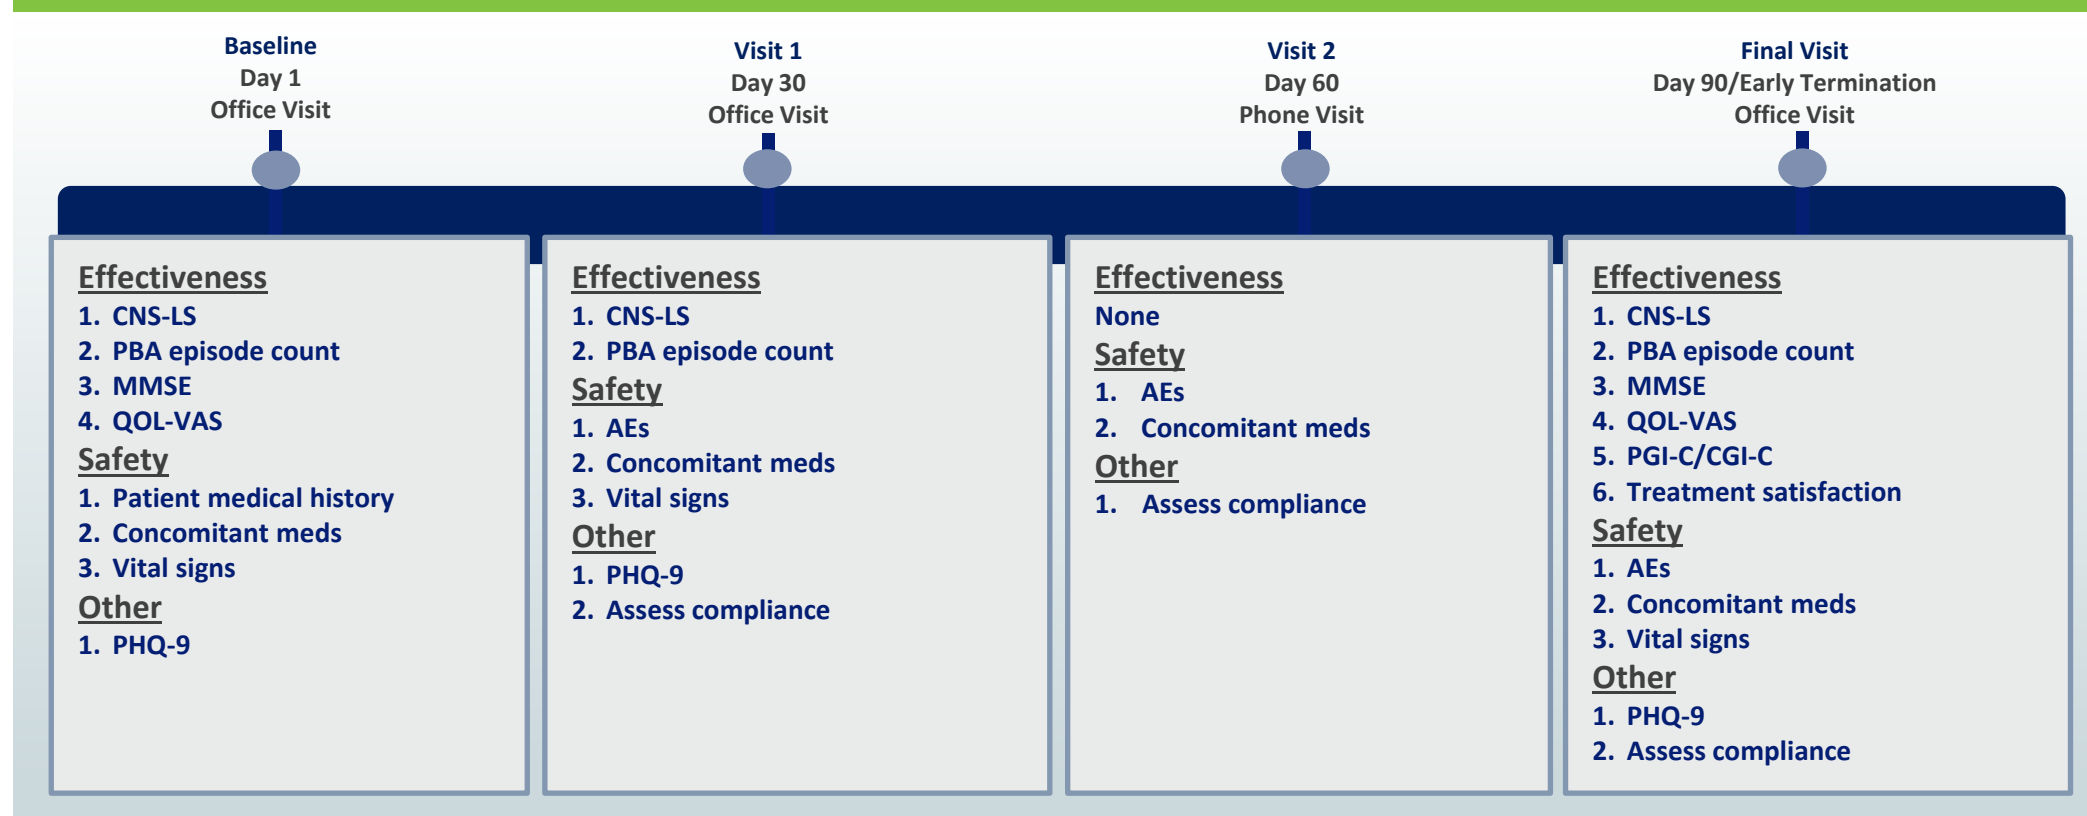 Baseline
Day 1
Office Visit
Visit 1
Day 30
Office Visit
Visit 2
Day 60
Phone Visit
Final Visit
Day 90/Early Termination
Office Visit
Effectiveness
1. CNS-LS
2. PBA episode count
3. MMSE
4. QOL-VAS
Safety
1. Patient medical history
2. Concomitant meds
3. Vital signs
Other
1. PHQ-9
Effectiveness
1. CNS-LS
2. PBA episode count
Safety
1. AEs
2. Concomitant meds
3. Vital signs
Other
1. PHQ-9
2. Assess compliance
Effectiveness
None
Safety
1. AEs
2. Concomitant meds
Other
1. Assess compliance
Effectiveness
1. CNS-LS
2. PBA episode count
3. MMSE
4. QOL-VAS
5. PGI-C/CGI-C
6. Treatment satisfaction
Safety
1. AEs
2. Concomitant meds
3. Vital signs
Other
1. PHQ-9
2. Assess compliance